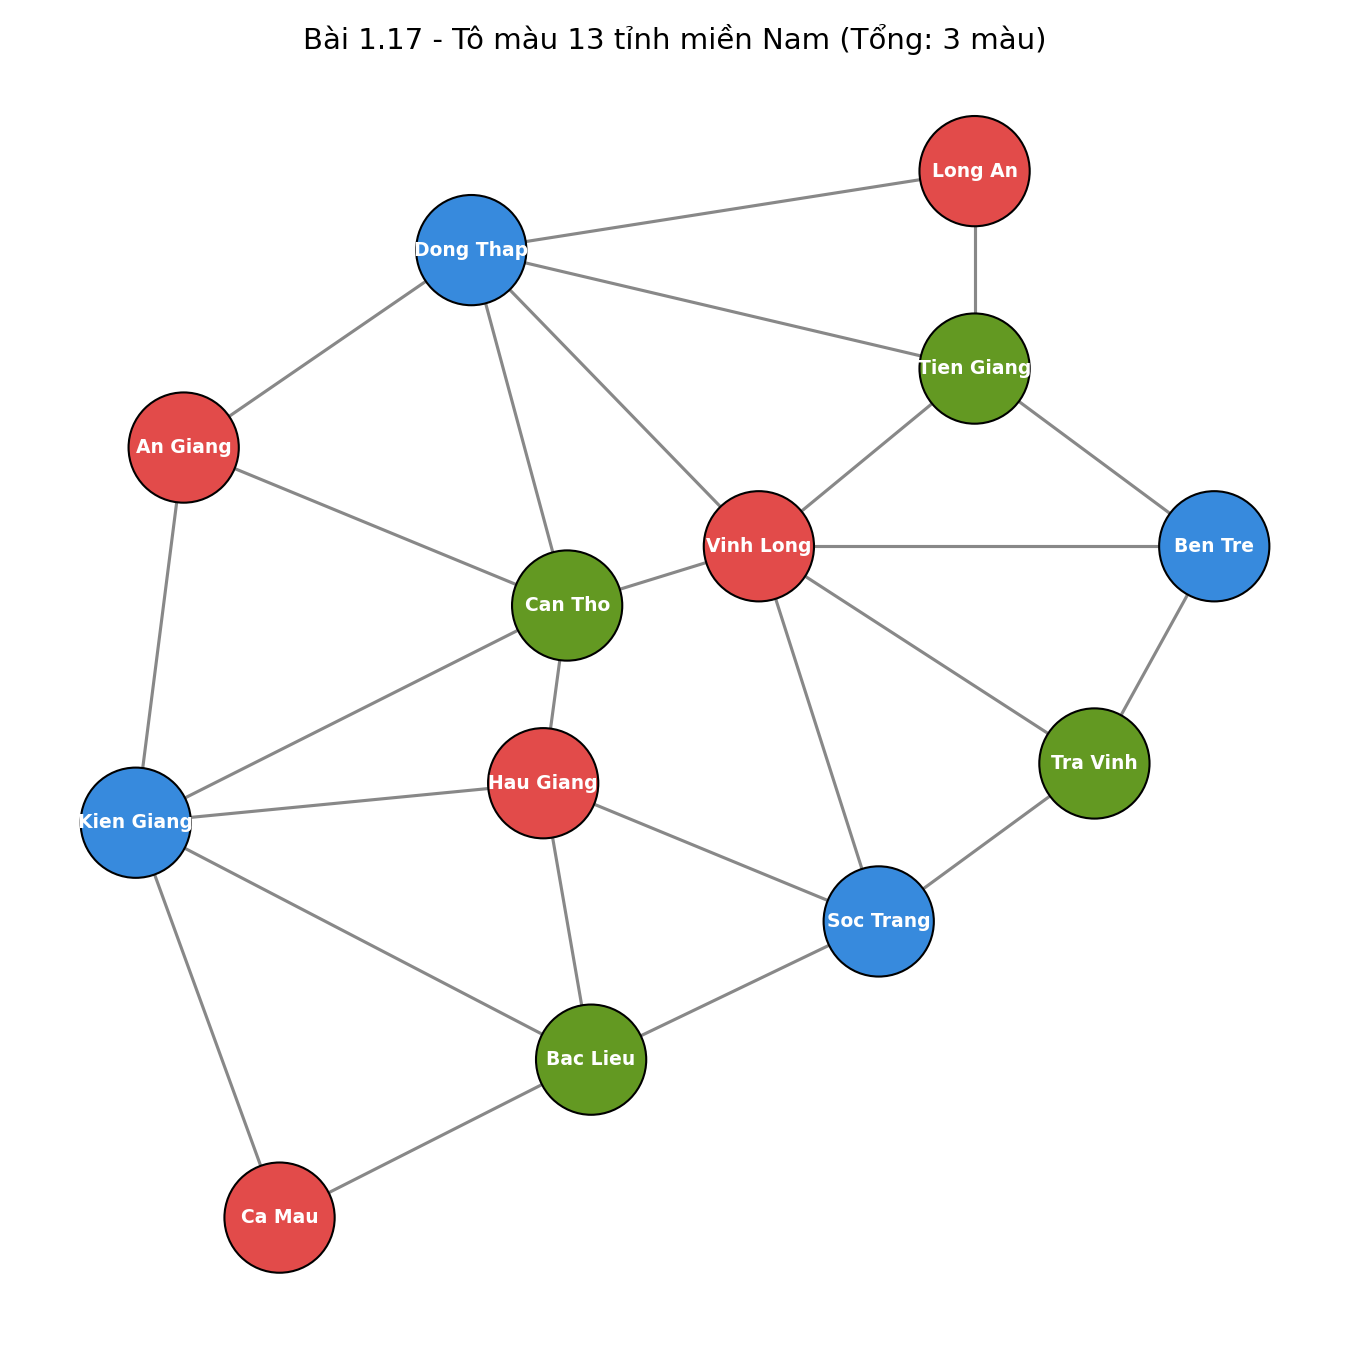 Bài 1.17 - Tô màu 13 tỉnh miền Nam (Tổng: 3 màu)
Long An
Dong Thap
Tien Giang
An Giang
Vinh Long
Ben Tre
Can Tho
Tra Vinh
Hau Giang
Kien Giang
Soc Trang
Bac Lieu
Ca Mau